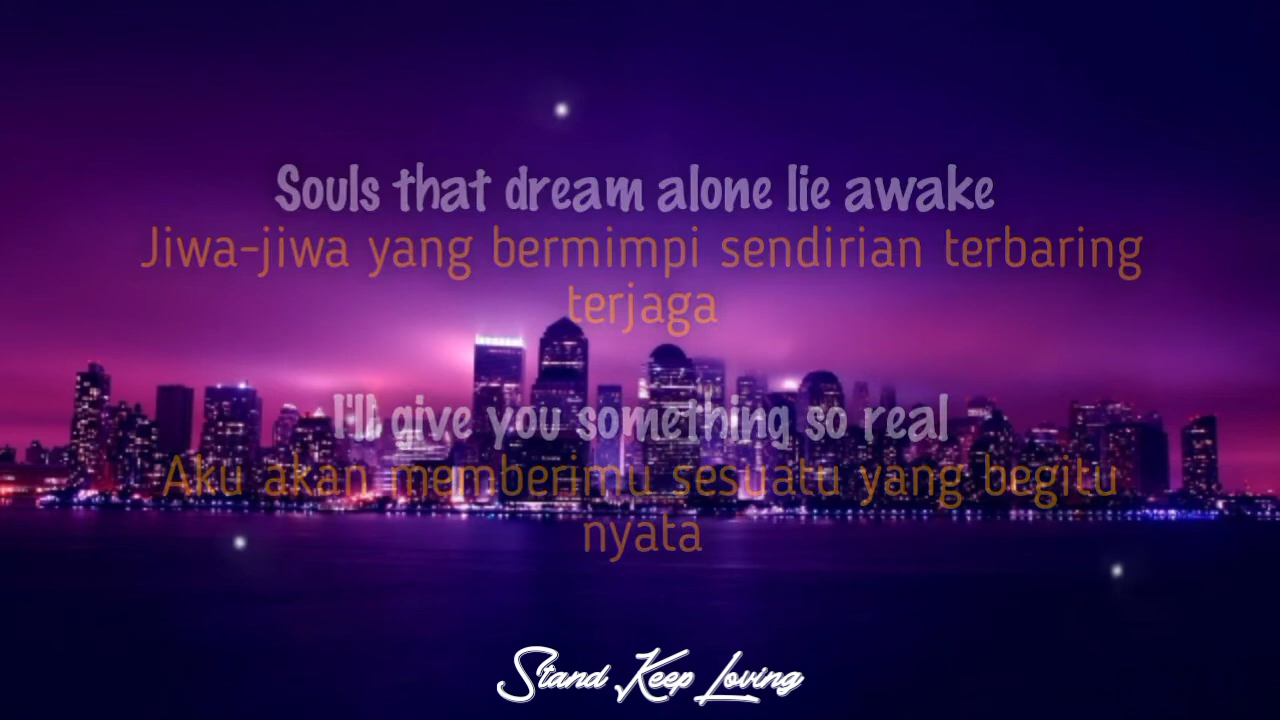 Souls that dream alone lie awake
Jiwa-jiwa yang bermimpi sendirian terbaring
terjaga
I'll give you something so real
Aku akan memberimu sesuatu yang begitu
nyata
Stand Keep Loving